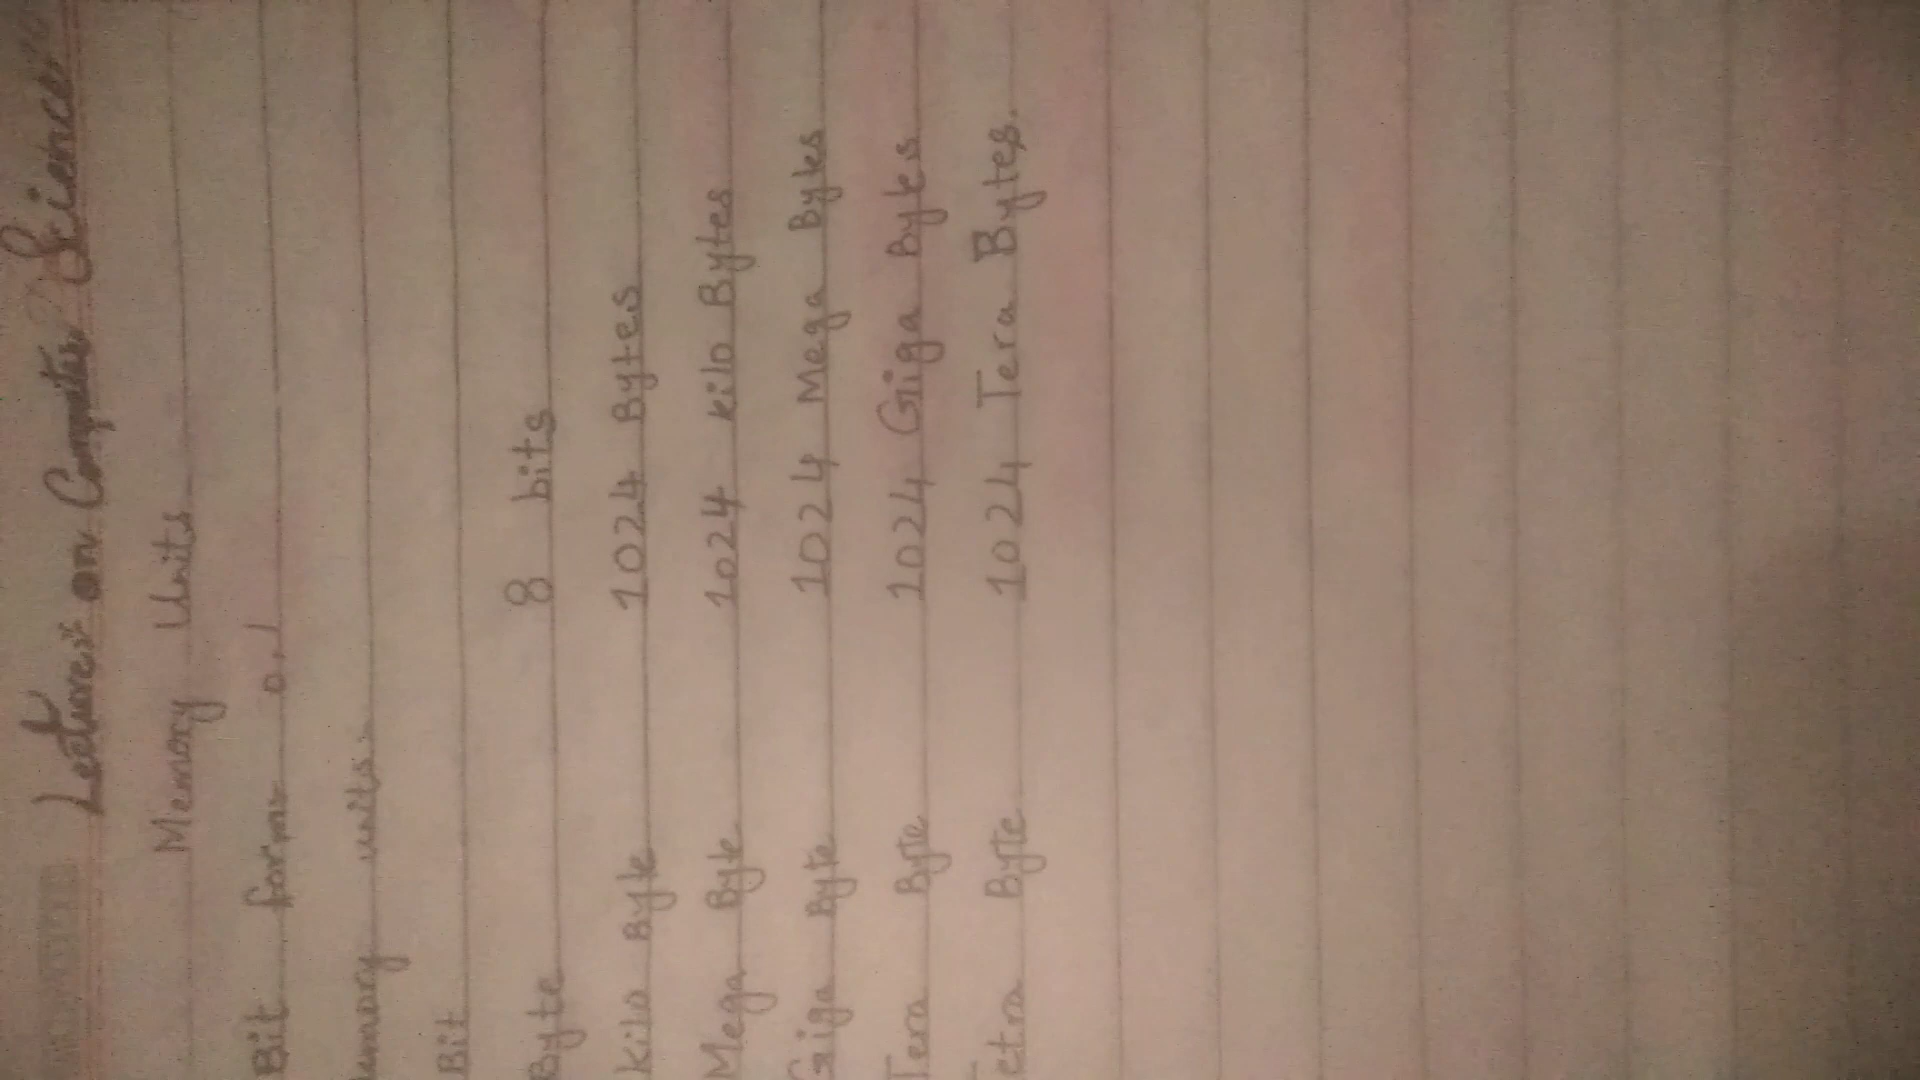 Lectures on Computer Science
Memory Units
Bit form 0,1
emory units.
Bit
Byte 8 bits
Kilo Byte 1024 Bytes
Mega Byte 1024 kilo Bytes
Giga Byte 1024 Mega Bytes
Tera Byte 1024 Giga Bytes
etra Byte 1024 Tera Bytes.